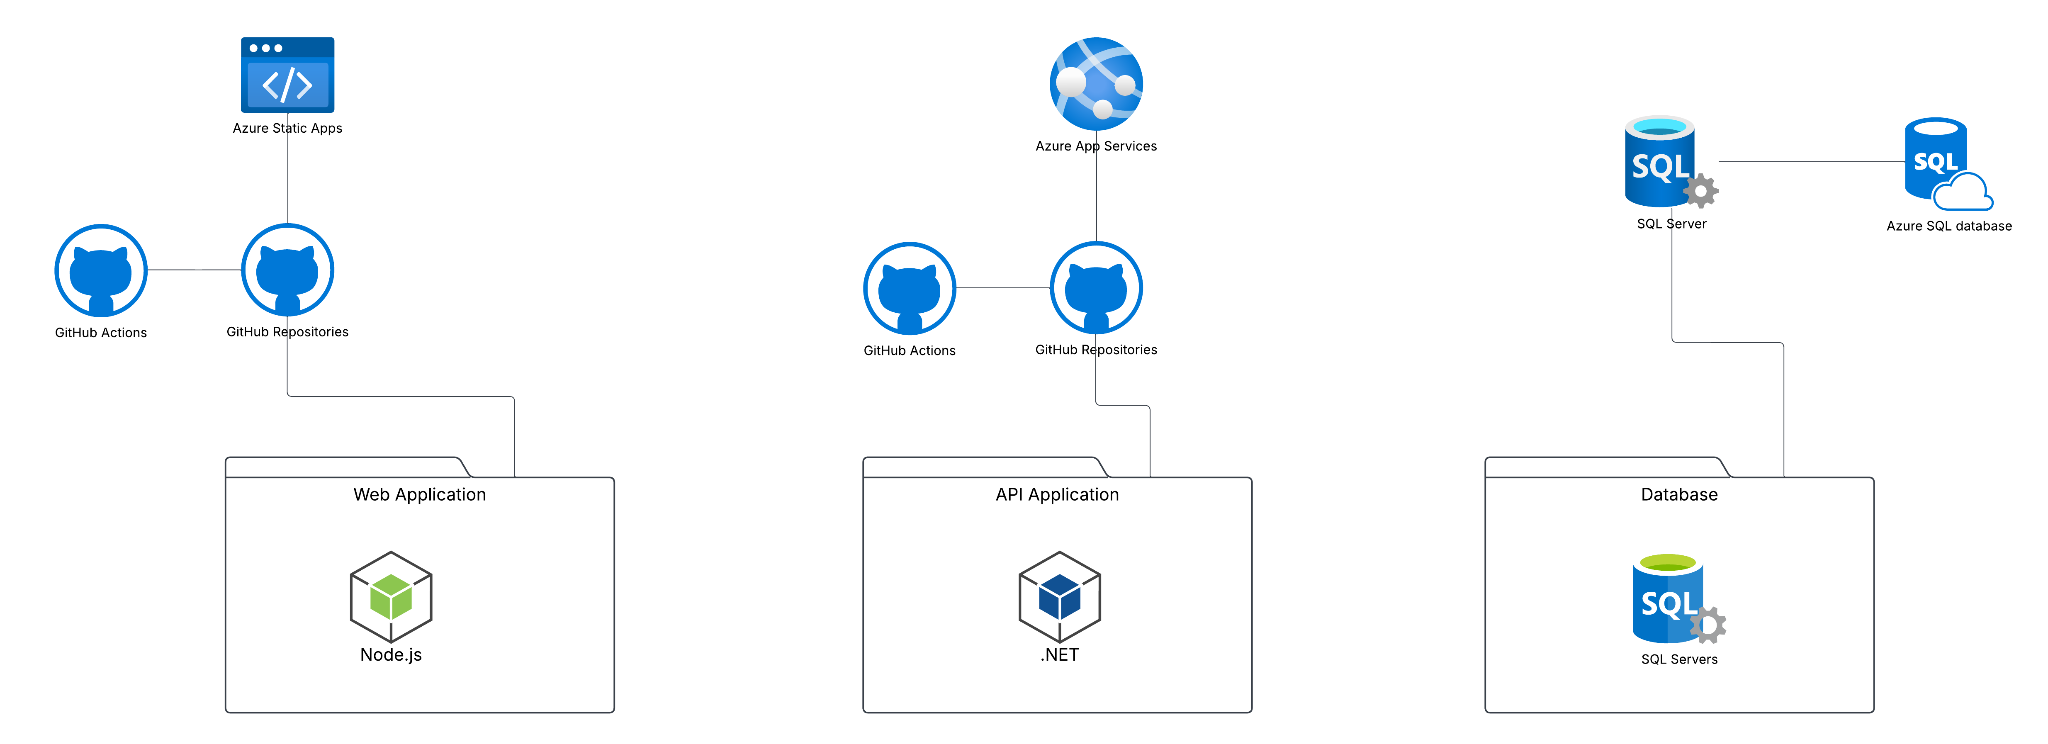 Azure Static Apps
GitHub Actions
GitHub Repositories
Web Application
Node.js
Azure App Services
GitHub Actions
GitHub Repositories
API Application
.NET
SQL
SQL Server
SQL
Azure SQL database
Database
SQL
SQL Servers